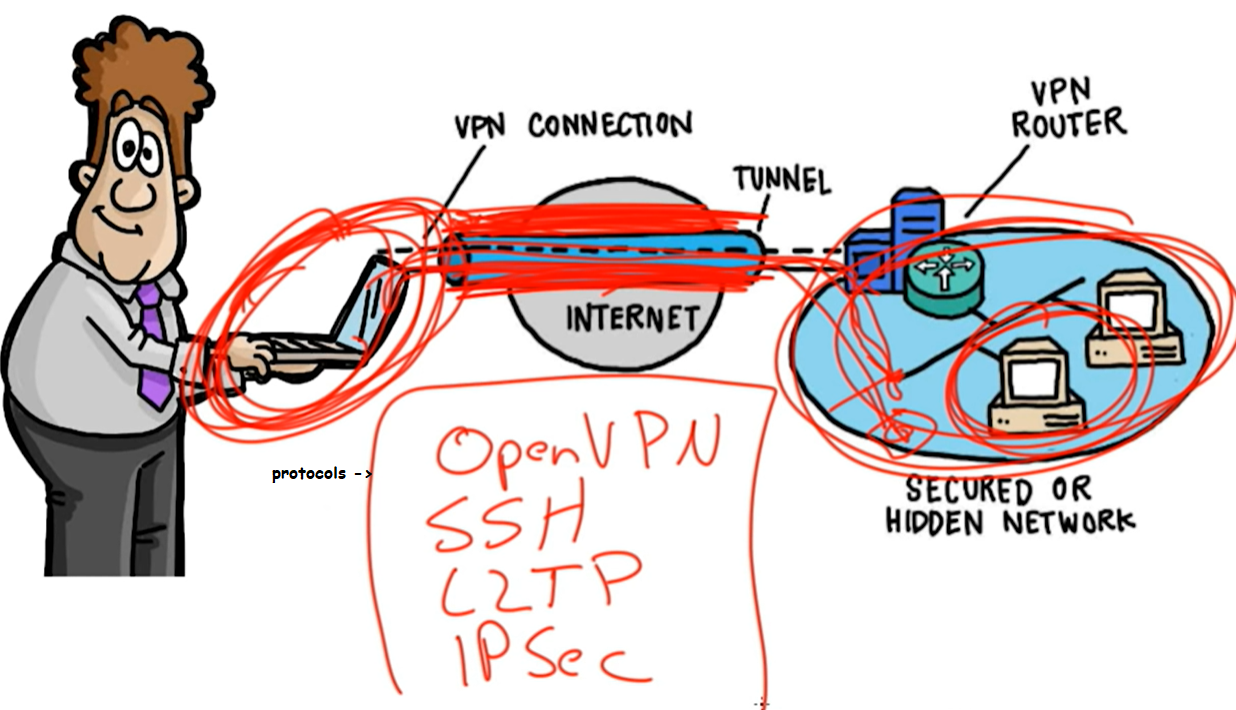 VPN CONNECTION
TUNNEL
VPN
ROUTER
INTERNET
protocols ->
OpenVPN
SSH
L2TP
IPSec
SECURED OR
HIDDEN NETWORK